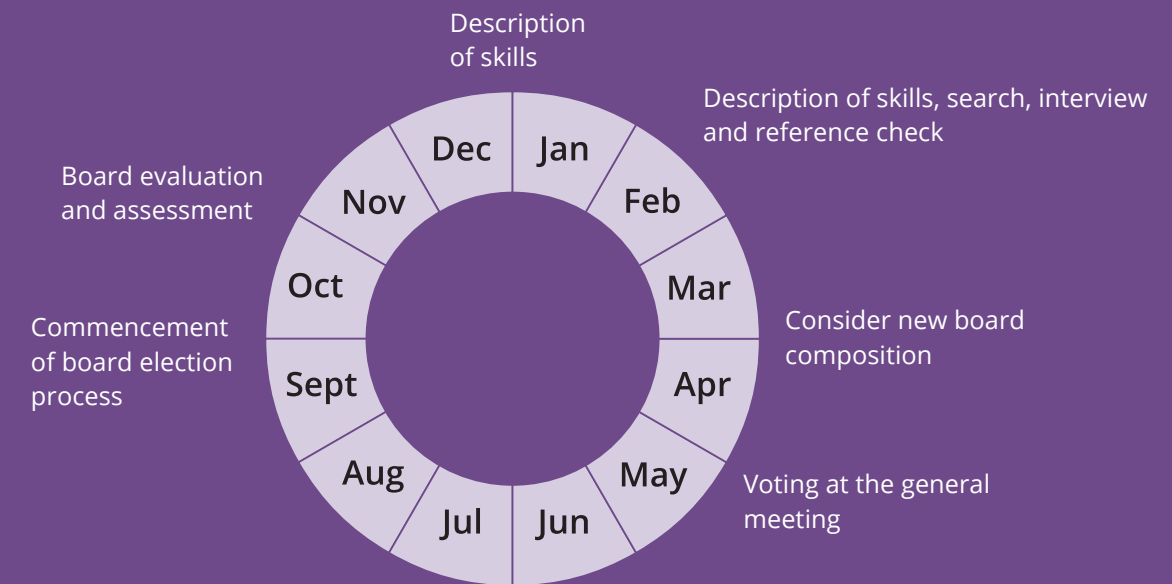 Description
of skills
Description of skills, search, interview
and reference check
Dec
Jan
Board evaluation
and assessment
Nov
Feb
Oct
Mar
Commencement
of board election
process
Consider new board
composition
Sept
Apr
Aug
May
Voting at the general
meeting
Jul
Jun